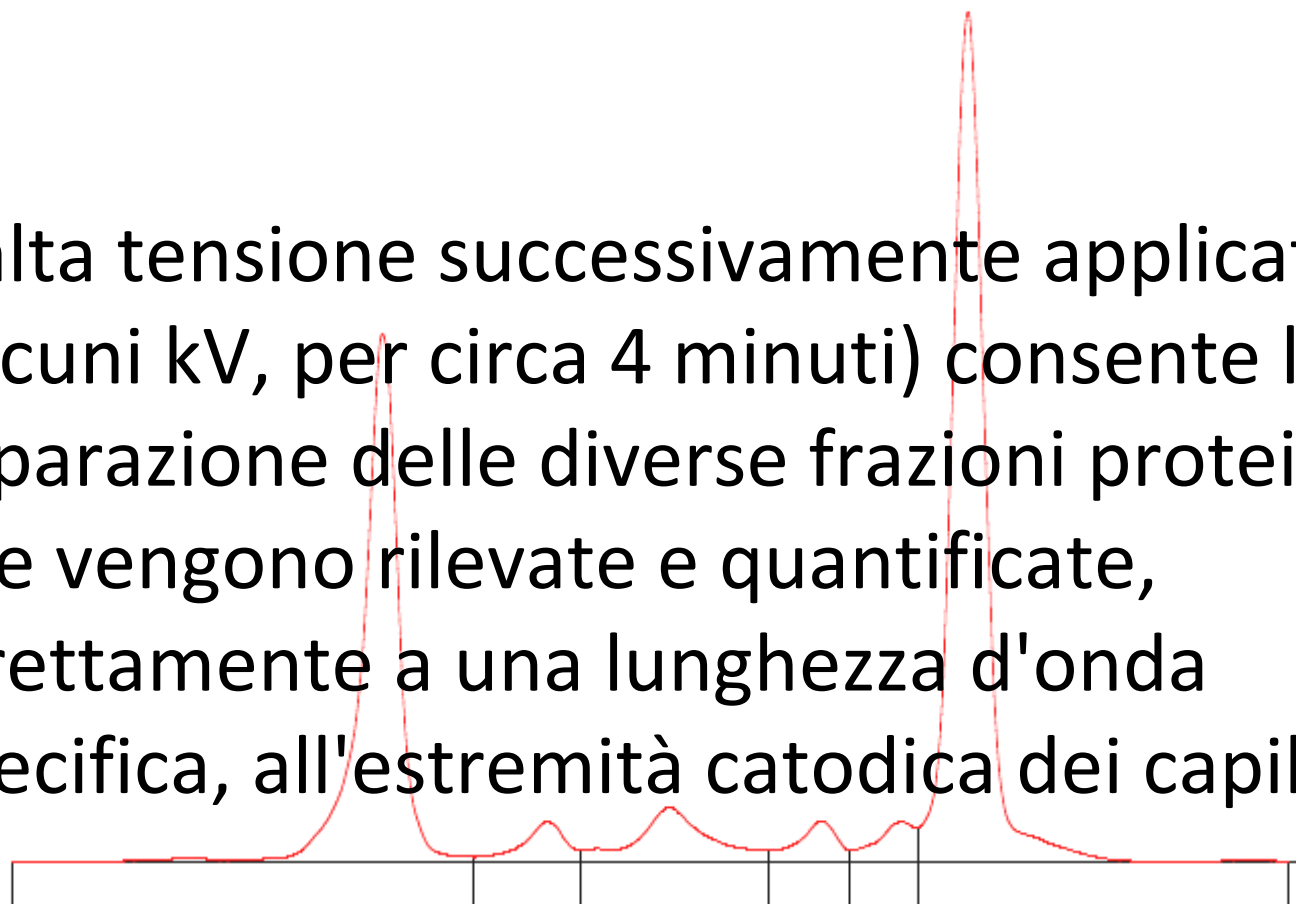 lta tensione successivamente applicat
cuni kV, per circa 4 minuti) consente l
parazione delle diverse frazioni protei
e vengono rilevate e quantificate,
rettamente a una lunghezza d'onda
ecifica, all'estremità catodica dei capil